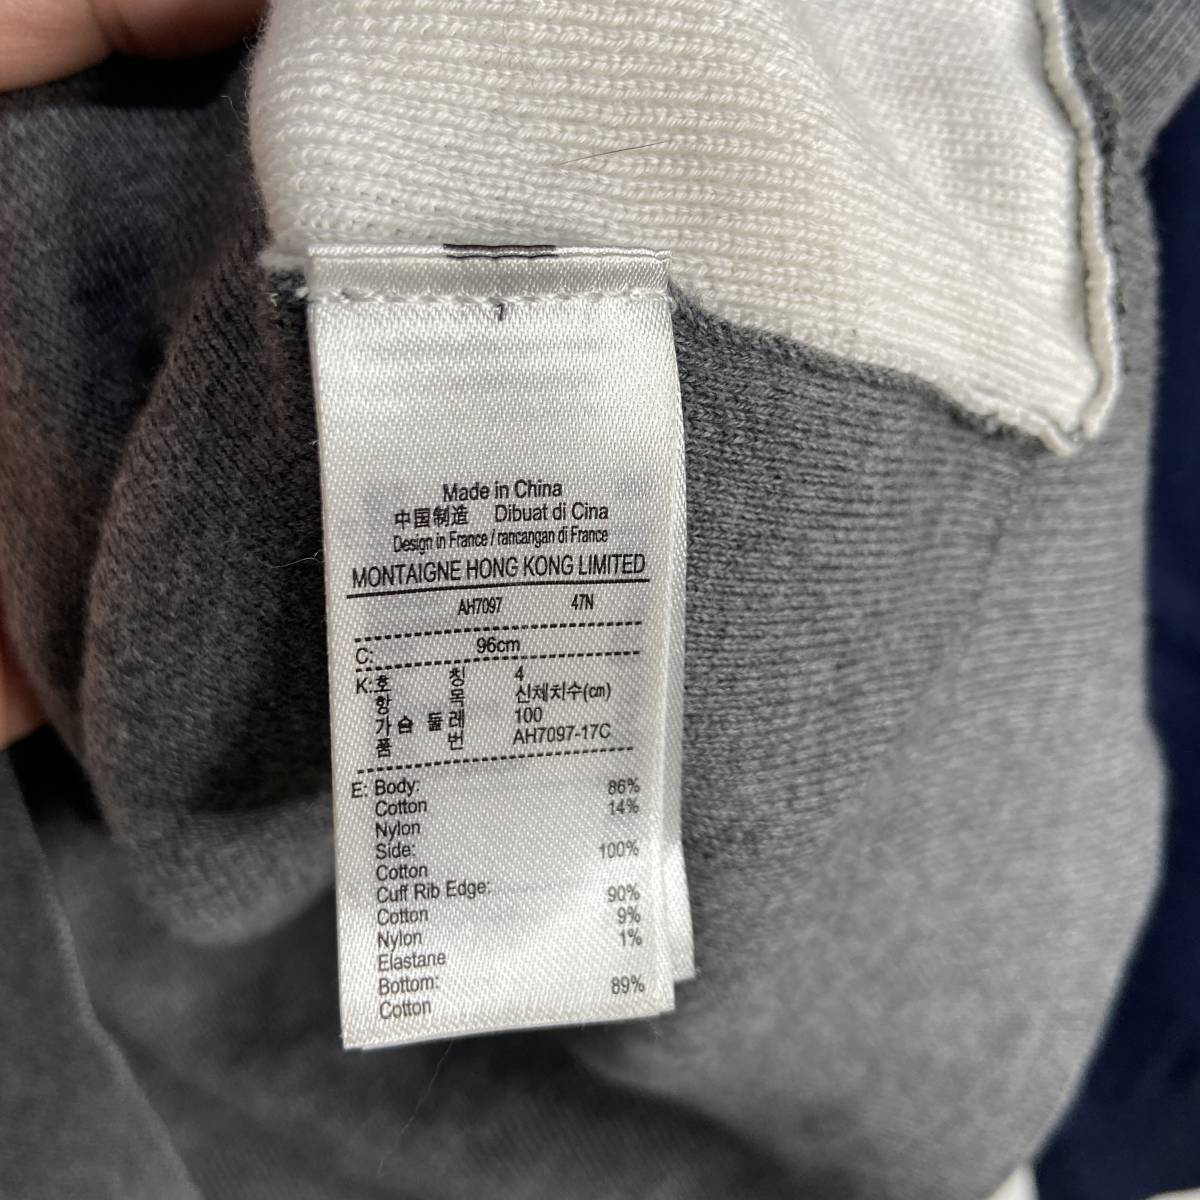 Made in China
中国制造 Dibuat di Cina
Design in France / rancangan di France
MONTAIGNE HONG KONG LIMITED
AH7097 47N
C: 96cm
K:호 칭 4
항 목 신체치수(cm)
가 슴 둘 레 100
품 번 AH7097-17C
E: Body: 86%
Cotton 14%
Nylon
Side: 100%
Cotton
Cuff Rib Edge: 90%
Cotton 9%
Nylon 1%
Elastane
Bottom: 89%
Cotton